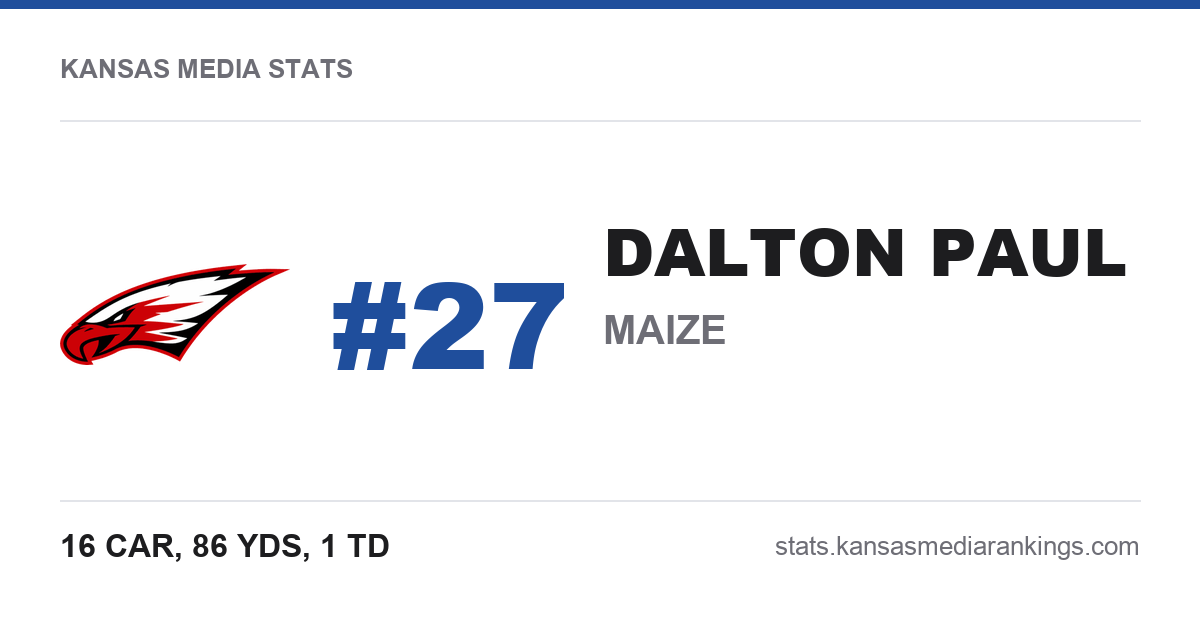 KANSAS MEDIA STATS
#27
DALTON PAUL
MAIZE
16 CAR, 86 YDS, 1 TD
stats.kansasmediarankings.com